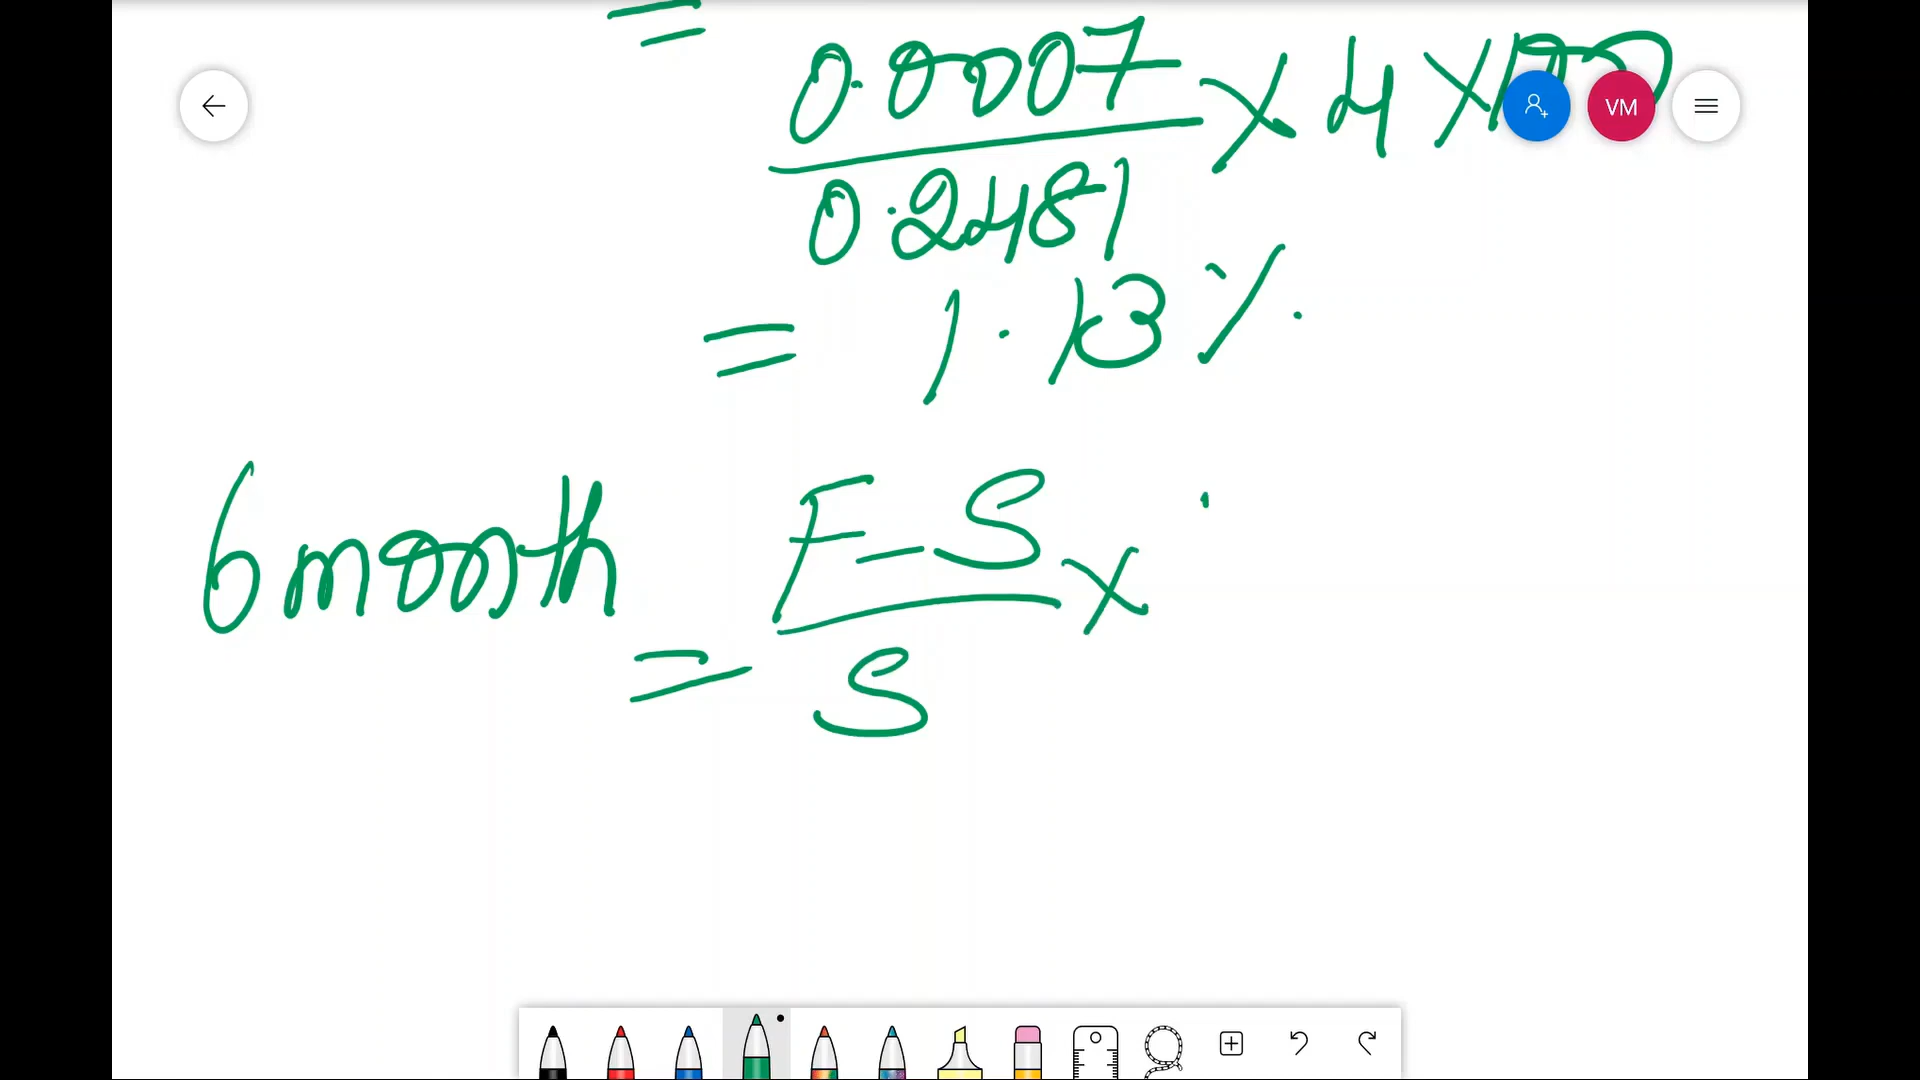 =
0.0007 × 4 × 100
0.2481
VM
= 1.13%
6 month = F-S ×
S